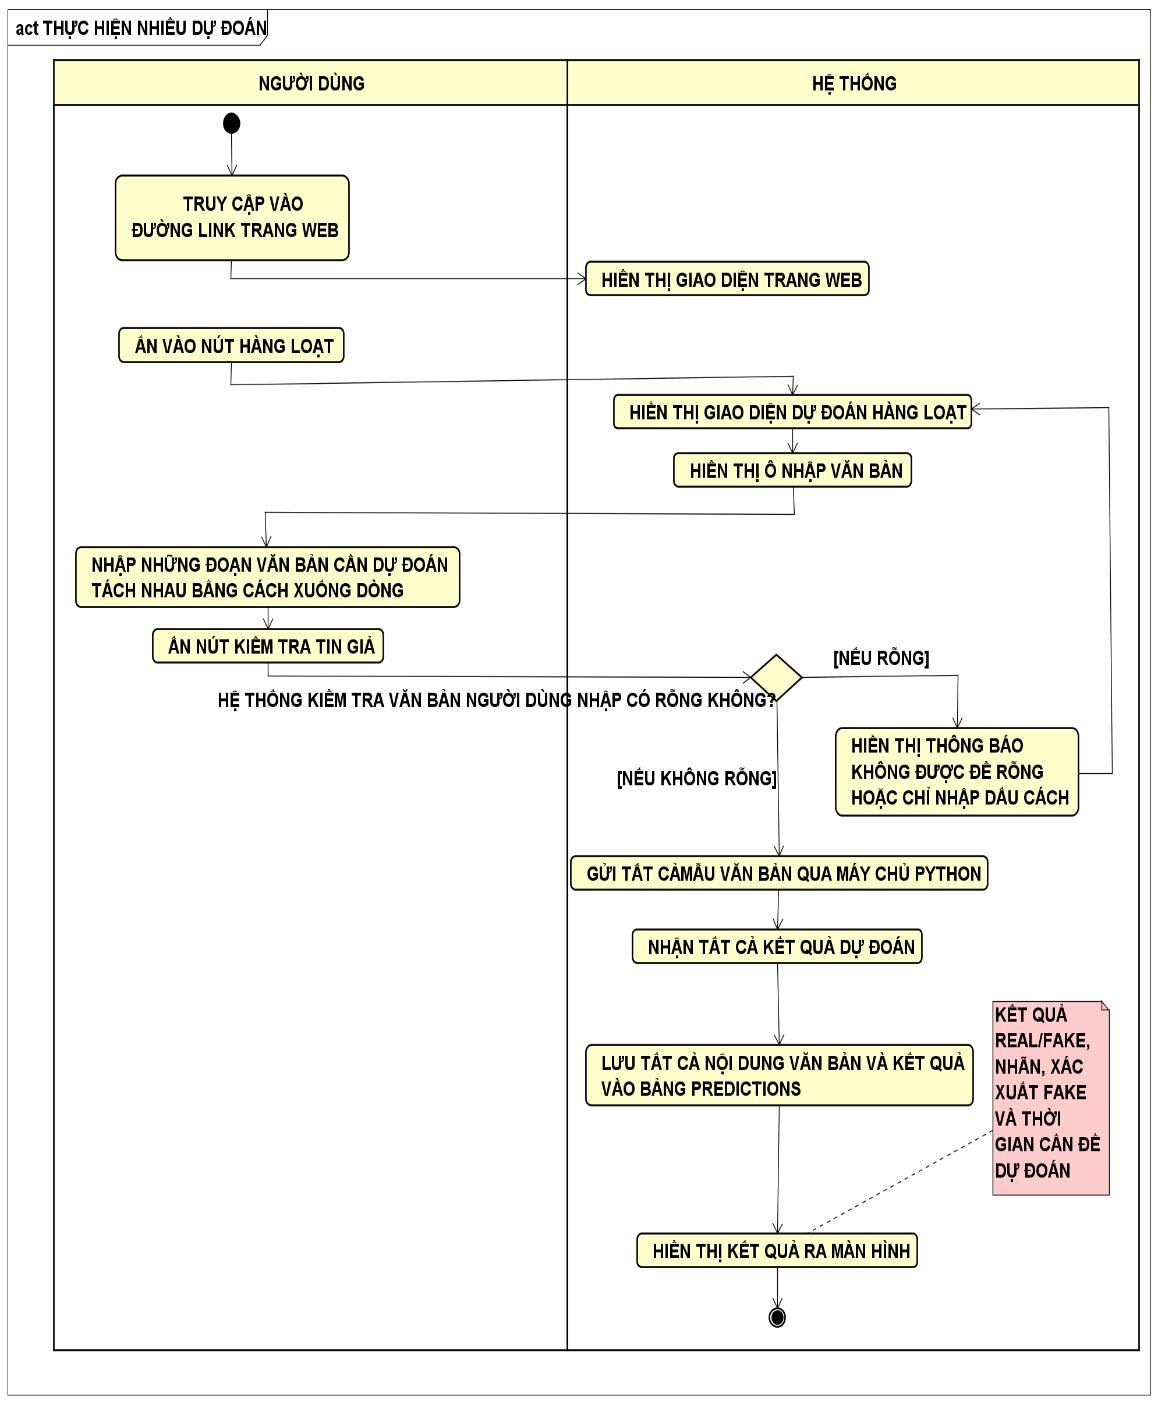 act THỰC HIỆN NHIỀU DỰ ĐOÁN
NGƯỜI DÙNG
HỆ THỐNG
TRUY CẬP VÀO
ĐƯỜNG LINK TRANG WEB
HIỂN THỊ GIAO DIỆN TRANG WEB
ẤN VÀO NÚT HÀNG LOẠT
HIỂN THỊ GIAO DIỆN DỰ ĐOÁN HÀNG LOẠT
HIỂN THỊ Ô NHẬP VĂN BẢN
NHẬP NHỮNG ĐOẠN VĂN BẢN CẦN DỰ ĐOÁN
TÁCH NHAU BẰNG CÁCH XUỐNG DÒNG
ẤN NÚT KIỂM TRA TIN GIẢ
[NẾU RỖNG]
HỆ THỐNG KIỂM TRA VĂN BẢN NGƯỜI DÙNG NHẬP CÓ RỖNG KHÔNG?
HIỂN THỊ THÔNG BÁO
KHÔNG ĐƯỢC ĐỂ RỖNG
HOẶC CHỈ NHẬP DẤU CÁCH
[NẾU KHÔNG RỖNG]
GỬI TẤT CẢMẪU VĂN BẢN QUA MÁY CHỦ PYTHON
NHẬN TẤT CẢ KẾT QUẢ DỰ ĐOÁN
KẾT QUẢ
REAL/FAKE,
NHÃN, XÁC
XUẤT FAKE
VÀ THỜI
GIAN CẦN ĐỂ
DỰ ĐOÁN
LƯU TẤT CẢ NỘI DUNG VĂN BẢN VÀ KẾT QUẢ
VÀO BẢNG PREDICTIONS
HIỂN THỊ KẾT QUẢ RA MÀN HÌNH